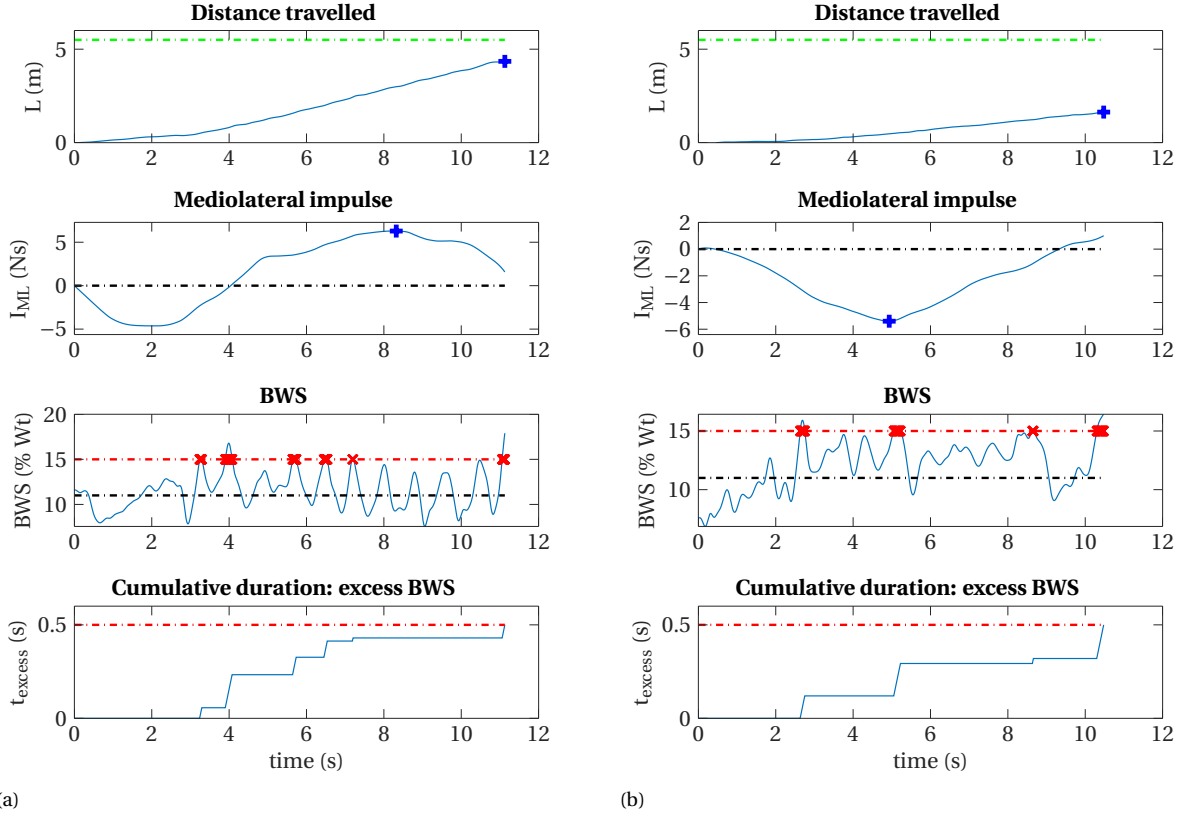 Distance travelled
5
0
L (m)
0 2 4 6 8 10 12
Mediolateral impulse
5
0
−5
I_ML (Ns)
0 2 4 6 8 10 12
BWS
20
15
10
BWS (% Wt)
0 2 4 6 8 10 12
Cumulative duration: excess BWS
0.5
0
t_excess (s)
0 2 4 6 8 10 12
time (s)
(a)
Distance travelled
5
0
L (m)
0 2 4 6 8 10 12
Mediolateral impulse
2
0
−2
−4
−6
I_ML (Ns)
0 2 4 6 8 10 12
BWS
15
10
BWS (% Wt)
0 2 4 6 8 10 12
Cumulative duration: excess BWS
0.5
0
t_excess (s)
0 2 4 6 8 10 12
time (s)
(b)